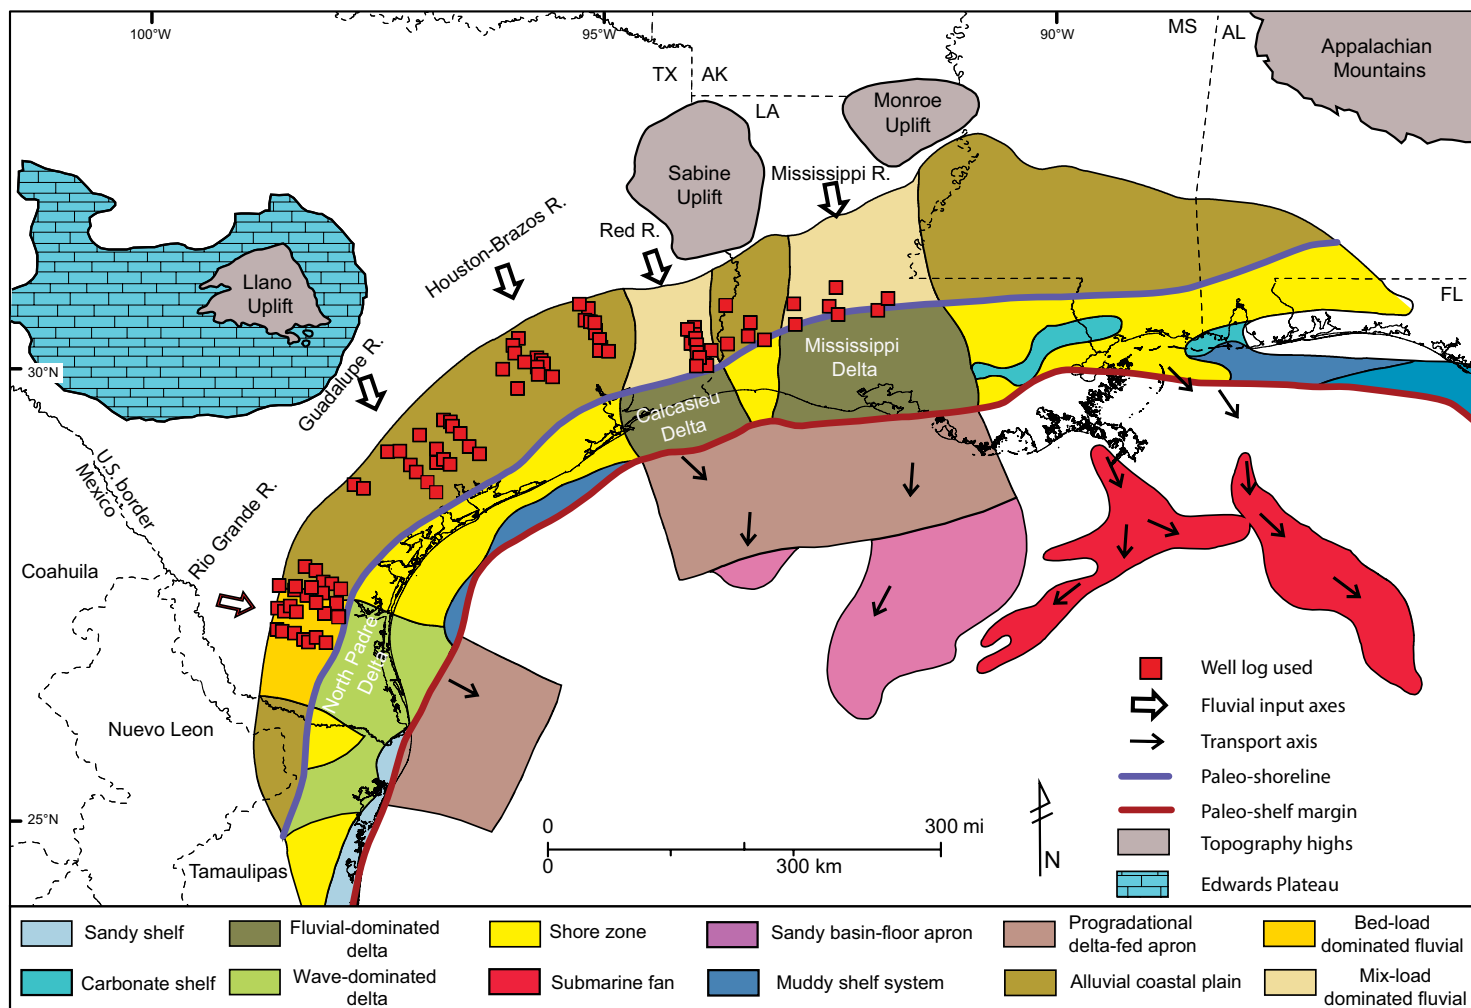 100°W
95°W
90°W
MS
AL
Appalachian
Mountains
TX
AK
LA
Monroe
Uplift
Sabine
Uplift
Mississippi R.
Red R.
Houston-Brazos R.
Llano
Uplift
FL
Guadalupe R.
30°N
Mississippi
Delta
Calcasieu
Delta
U.S. border
Mexico
Rio Grande R.
Coahuila
North Padre
Delta
Nuevo Leon
25°N
Tamaulipas
0
300 mi
0
300 km
N
Well log used
Fluvial input axes
Transport axis
Paleo-shoreline
Paleo-shelf margin
Topography highs
Edwards Plateau
Sandy shelf
Fluvial-dominated
delta
Shore zone
Sandy basin-floor apron
Progradational
delta-fed apron
Bed-load
dominated fluvial
Carbonate shelf
Wave-dominated
delta
Submarine fan
Muddy shelf system
Alluvial coastal plain
Mix-load
dominated fluvial